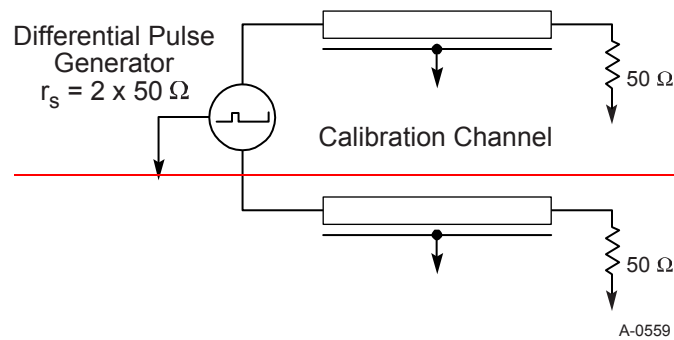 Differential Pulse
Generator
rs = 2 x 50 Ω
50 Ω
Calibration Channel
50 Ω
A-0559